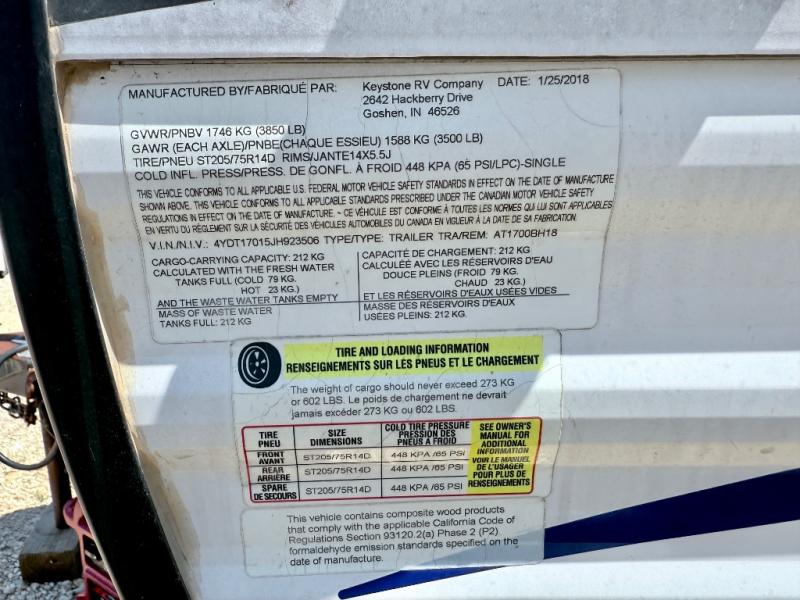 MANUFACTURED BY/FABRIQUÉ PAR: Keystone RV Company DATE: 1/25/2018
2642 Hackberry Drive
Goshen, IN 46526
GVWR/PNBV 1746 KG (3850 LB)
GAWR (EACH AXLE)/PNBE(CHAQUE ESSIEU) 1588 KG (3500 LB)
TIRE/PNEU ST205/75R14D RIMS/JANTE14X5.5J
COLD INFL. PRESS/PRESS. DE GONFL. À FROID 448 KPA (65 PSI/LPC)-SINGLE
THIS VEHICLE CONFORMS TO ALL APPLICABLE U.S. FEDERAL MOTOR VEHICLE SAFETY STANDARDS IN EFFECT ON THE DATE OF MANUFACTURE
SHOWN ABOVE. THIS VEHICLE CONFORMS TO ALL APPLICABLE STANDARDS PRESCRIBED UNDER THE CANADIAN MOTOR VEHICLE SAFETY
REGULATIONS IN EFFECT ON THE DATE OF MANUFACTURE. ~ CE VÉHICULE EST CONFORME À TOUTES LES NORMES QUI LUI SONT APPLICABLES
EN VERTU DU RÈGLEMENT SUR LA SÉCURITÉ DES VÉHICULES AUTOMOBILES DU CANADA EN VIGUEUR À LA DATE DE SA FABRICATION.
V.I.N./N.I.V.: 4YDT17015JH923506 TYPE/TYPE: TRAILER TRA/REM: AT1700BH18
CARGO-CARRYING CAPACITY: 212 KG
CALCULATED WITH THE FRESH WATER
TANKS FULL (COLD 79 KG.
HOT 23 KG.)
AND THE WASTE WATER TANKS EMPTY
MASS OF WASTE WATER
TANKS FULL: 212 KG
CAPACITÉ DE CHARGEMENT: 212 KG
CALCULÉE AVEC LES RÉSERVOIRS D'EAU
DOUCE PLEINS (FROID 79 KG.
CHAUD 23 KG.)
ET LES RÉSERVOIRS D'EAUX USÉES VIDES
MASSE DES RÉSERVOIRS D'EAUX
USÉES PLEINS: 212 KG.
TIRE AND LOADING INFORMATION
RENSEIGNEMENTS SUR LES PNEUS ET LE CHARGEMENT
The weight of cargo should never exceed 273 KG
or 602 LBS. Le poids de chargement ne devrait
jamais excéder 273 KG ou 602 LBS.
TIRE SIZE COLD TIRE PRESSURE
PNEU DIMENSIONS PRESSION DES
PNEUS A FROID
FRONT
AVANT ST205/75R14D 448 KPA /65 PSI
REAR
ARRIÈRE ST205/75R14D 448 KPA /65 PSI
SPARE
DE SECOURS ST205/75R14D 448 KPA /65 PSI
SEE OWNER'S
MANUAL FOR
ADDITIONAL
INFORMATION
VOIR LE MANUEL
DE L'USAGER
POUR PLUS DE
RENSEIGNEMENTS
This vehicle contains composite wood products
that comply with the applicable California Code of
Regulations Section 93120.2(a) Phase 2 (P2)
formaldehyde emission standards specified on the
date of manufacture.